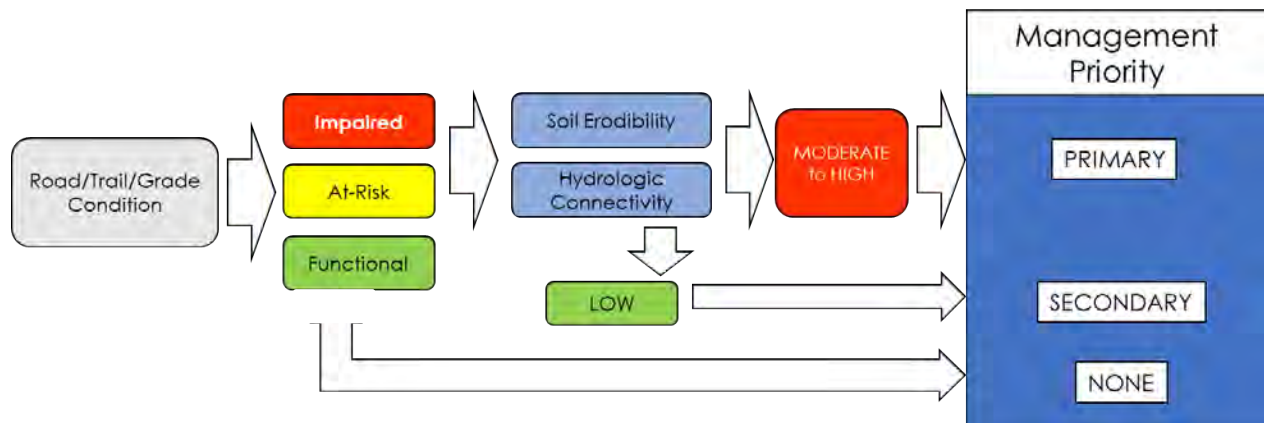 Management
Priority
Impaired
Soil Erodibility
Road/Trail/Grade
Condition
At-Risk
Hydrologic
Connectivity
MODERATE
to HIGH
PRIMARY
Functional
LOW
SECONDARY
NONE